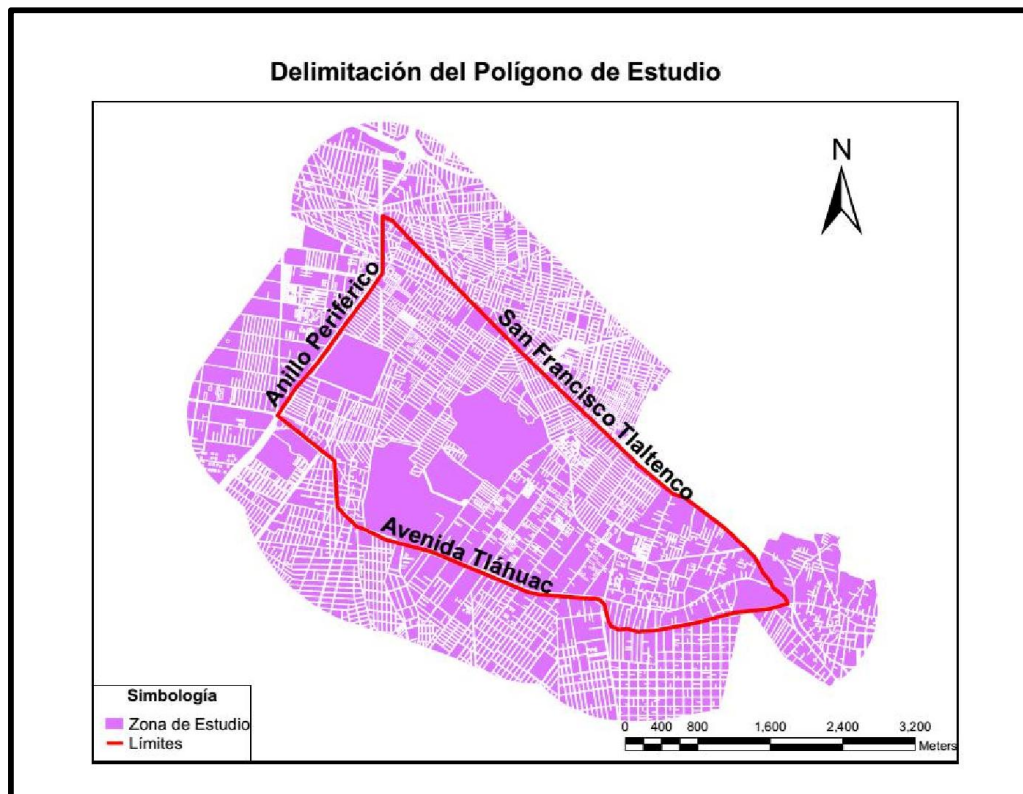 Delimitación del Polígono de Estudio
N
Anillo Periférico
San Francisco Tlaltenco
Avenida Tláhuac
Simbología
Zona de Estudio
Límites
0 400 800 1,600 2,400 3,200
Meters